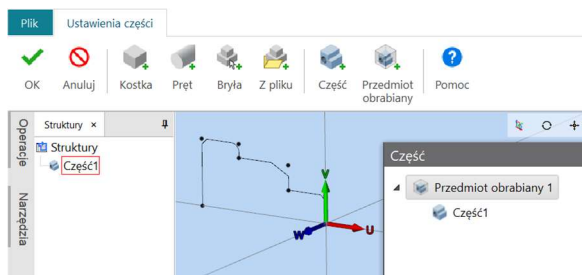 Plik Ustawienia części
OK Anuluj Kostka Pręt Bryła Z pliku Część Przedmiot obrabiany Pomoc
Operacje
Narzędzia
Struktury ×
Struktury
Część1
V
U
W
Część
Przedmiot obrabiany 1
Część1